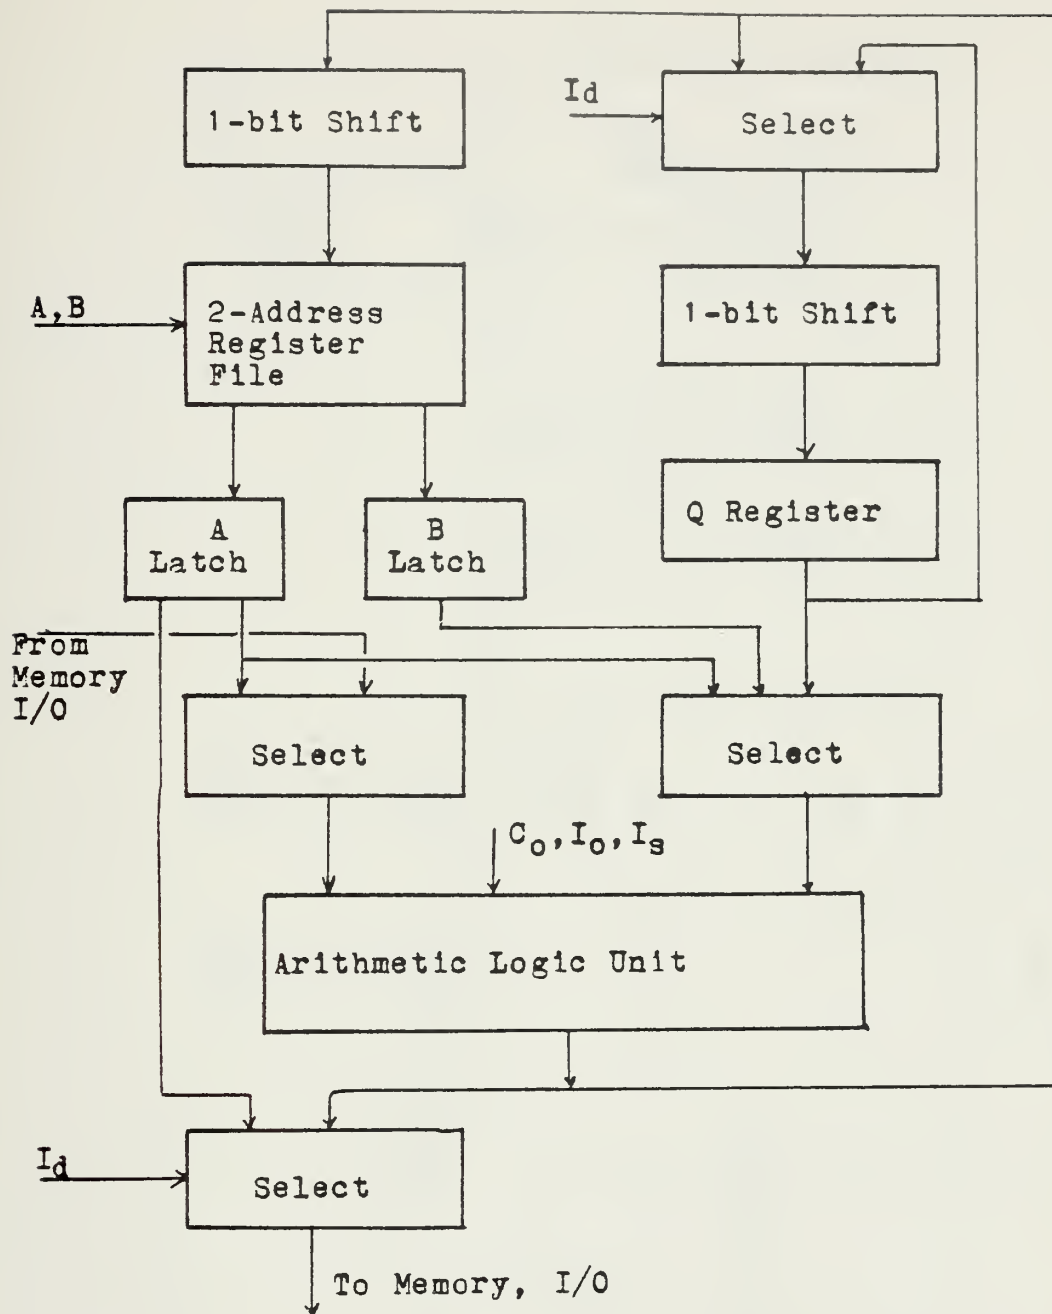 1-bit Shift
Id
Select
A,B
2-Address
Register
File
1-bit Shift
A
Latch
B
Latch
Q Register
From
Memory
I/O
Select
Select
Co,Io,Is
Arithmetic Logic Unit
Id
Select
To Memory, I/O